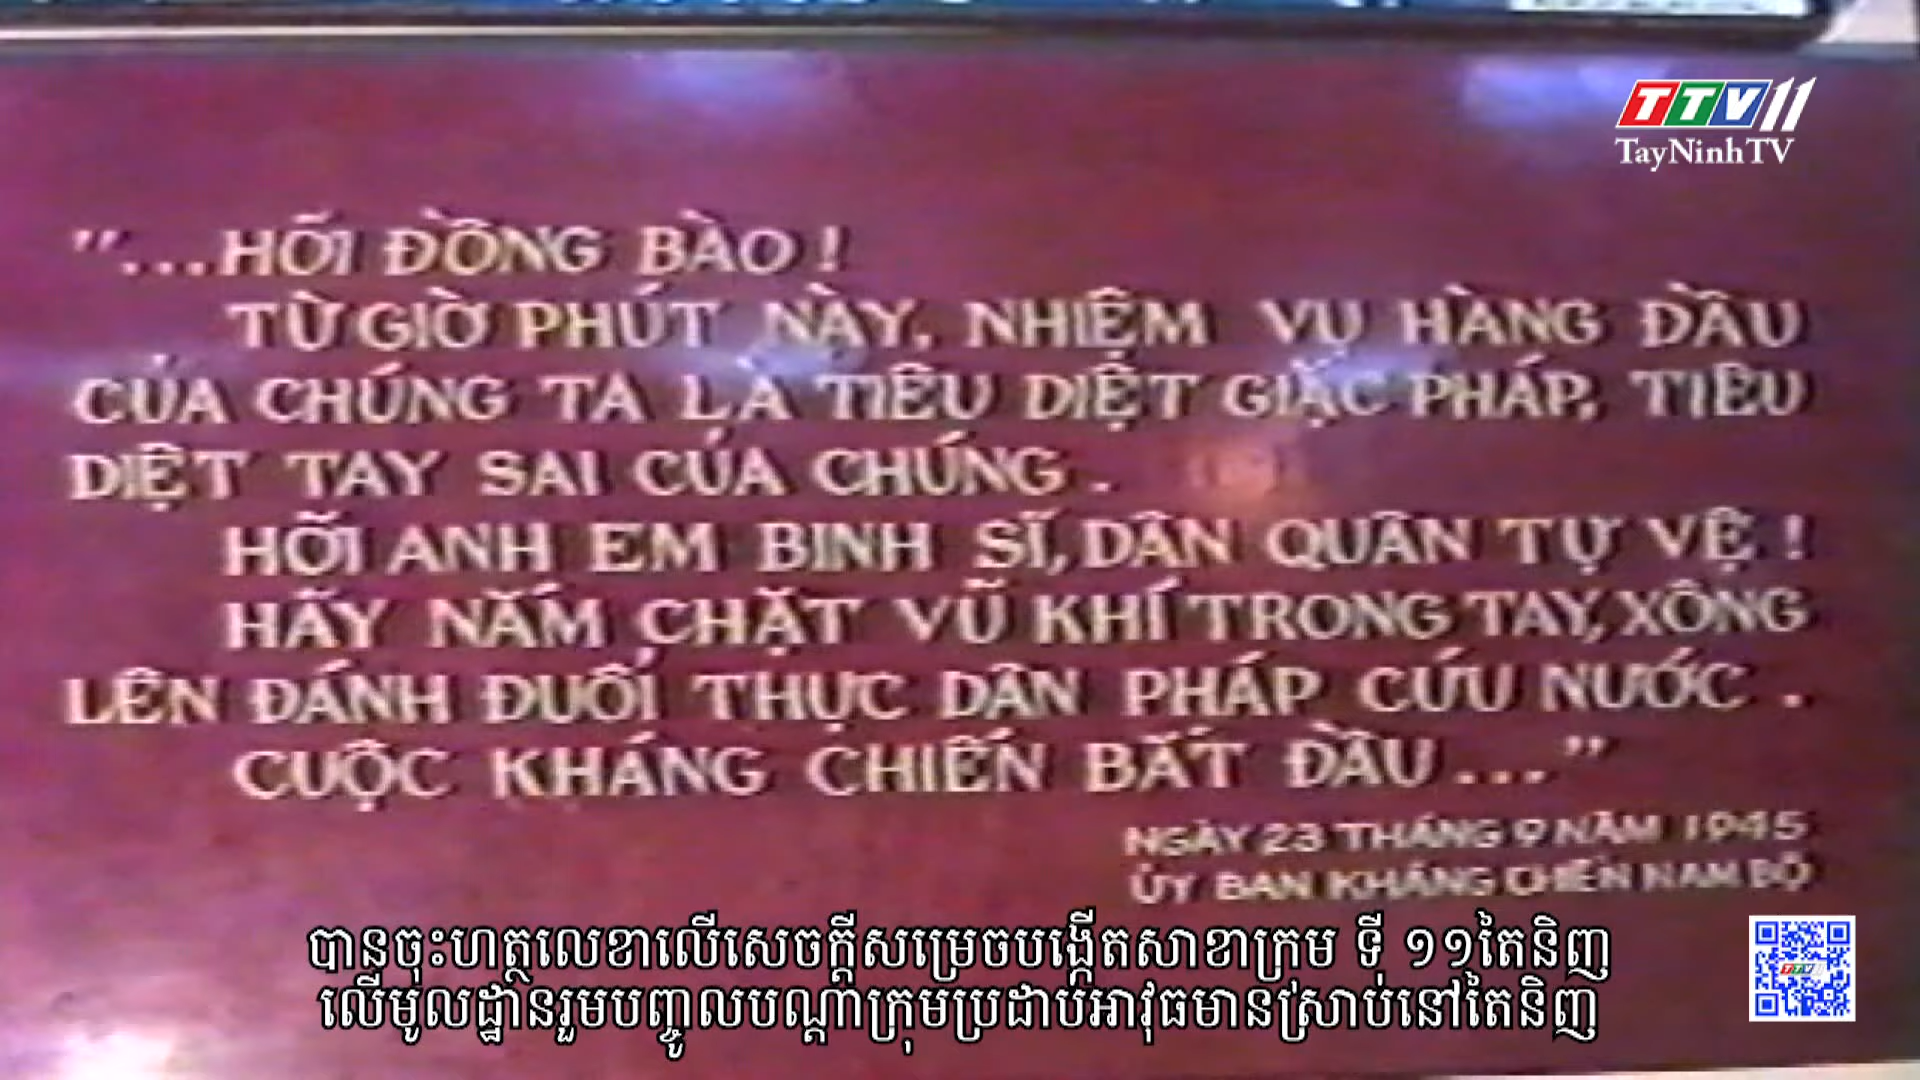 TTV11
TayNinhTV
"...HỠI ĐỒNG BÀO !
TỪ GIỜ PHÚT NÀY, NHIỆM VỤ HÀNG ĐẦU
CỦA CHÚNG TA LÀ TIÊU DIỆT GIẶC PHÁP, TIÊU
DIỆT TAY SAI CỦA CHÚNG .
HỠI ANH EM BINH SĨ, DÂN QUÂN TỰ VỆ !
HÃY NẮM CHẶT VŨ KHÍ TRONG TAY, XÔNG
LÊN ĐÁNH ĐUỔI THỰC DÂN PHÁP CỨU NƯỚC .
CUỘC KHÁNG CHIẾN BẮT ĐẦU ..."
NGÀY 23 THÁNG 9 NĂM 1945
ỦY BAN KHÁNG CHIẾN NAM BỘ
បានចុះហត្ថលេខាលើសេចក្តីសម្រេចបង្កើតសាខាក្រុម ទី ១១តៃនិញ
លើមូលដ្ឋានរួមបញ្ចូលបណ្តាក្រុមប្រដាប់អាវុធមានស្រាប់នៅតៃនិញ